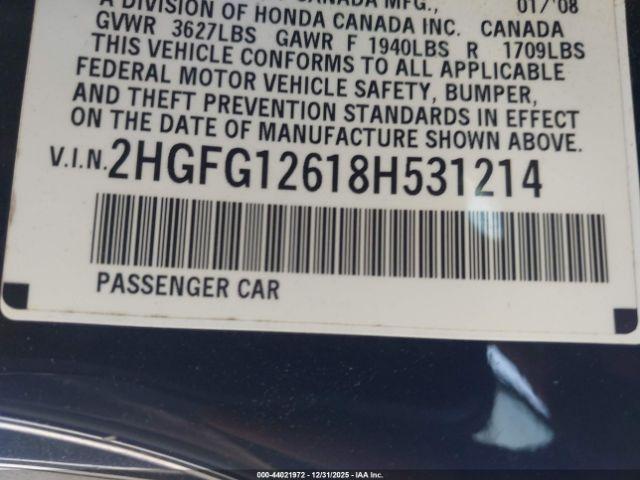 CANADA MFG., 01/'08
A DIVISION OF HONDA CANADA INC. CANADA
GVWR 3627LBS GAWR F 1940LBS R 1709LBS
THIS VEHICLE CONFORMS TO ALL APPLICABLE
FEDERAL MOTOR VEHICLE SAFETY, BUMPER,
AND THEFT PREVENTION STANDARDS IN EFFECT
ON THE DATE OF MANUFACTURE SHOWN ABOVE.
V.I.N. 2HGFG12618H531214
PASSENGER CAR
000-44021972 • 12/31/2025 • IAA Inc.